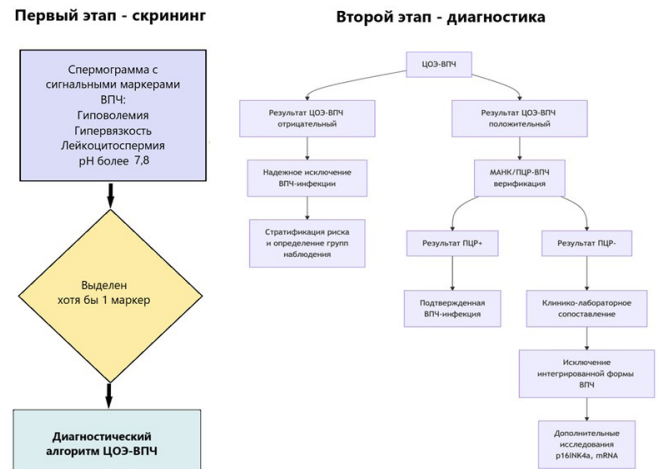 Первый этап - скрининг
Спермограмма с
сигнальными маркерами
ВПЧ:
Гиповолемия
Гипервязкость
Лейкоцитоспермия
pH более 7,8
Выделен
хотя бы 1 маркер
Диагностический
алгоритм ЦОЭ-ВПЧ
Второй этап - диагностика
ЦОЭ-ВПЧ
Результат ЦОЭ-ВПЧ
отрицательный
Результат ЦОЭ-ВПЧ
положительный
Надежное исключение
ВПЧ-инфекции
МАНК/ПЦР-ВПЧ
верификация
Стратификация риска
и определение групп
наблюдения
Результат ПЦР+
Результат ПЦР-
Подтвержденная
ВПЧ-инфекция
Клинико-лабораторное
сопоставление
Исключение
интегрированной формы
ВПЧ
Дополнительные
исследования
p16INK4a, mRNA